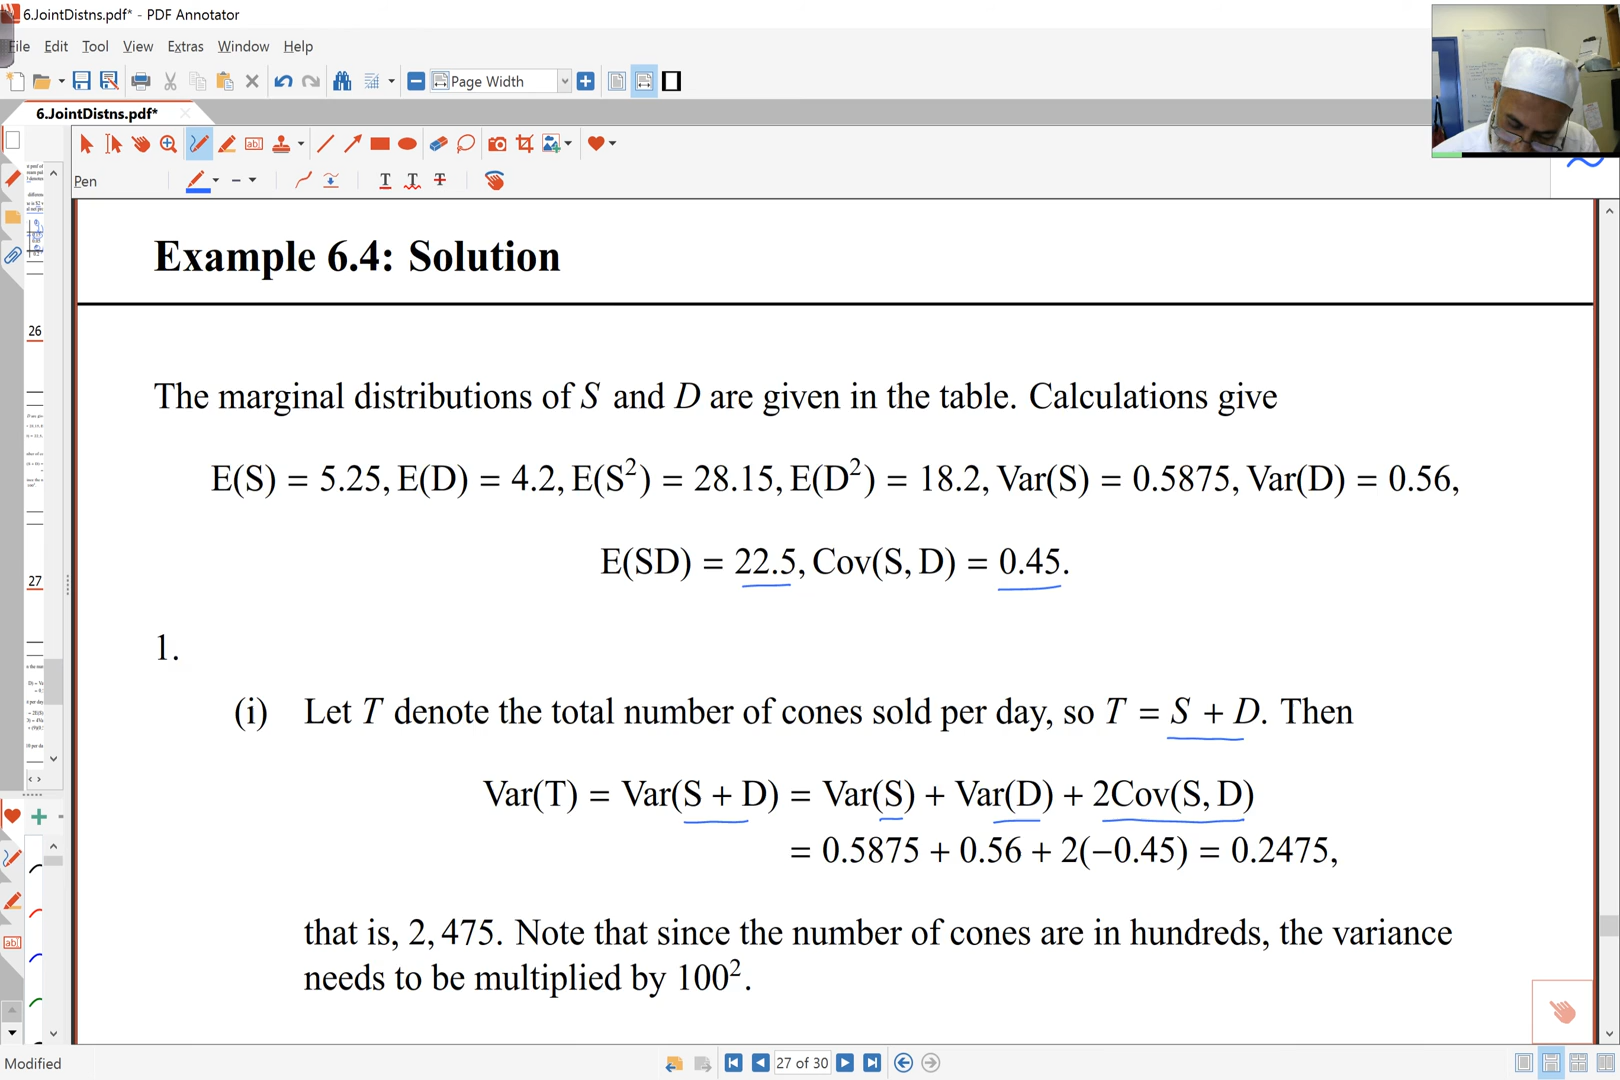 6.JointDistns.pdf* - PDF Annotator
File Edit Tool View Extras Window Help
Page Width
6.JointDistns.pdf*
Pen
Example 6.4: Solution
The marginal distributions of S and D are given in the table. Calculations give
E(S) = 5.25, E(D) = 4.2, E(S²) = 28.15, E(D²) = 18.2, Var(S) = 0.5875, Var(D) = 0.56,
E(SD) = 22.5, Cov(S, D) = 0.45.
1.
(i) Let T denote the total number of cones sold per day, so T = S + D. Then
Var(T) = Var(S + D) = Var(S) + Var(D) + 2Cov(S, D)
= 0.5875 + 0.56 + 2(−0.45) = 0.2475,
that is, 2, 475. Note that since the number of cones are in hundreds, the variance
needs to be multiplied by 100².
26
27
Modified
27 of 30